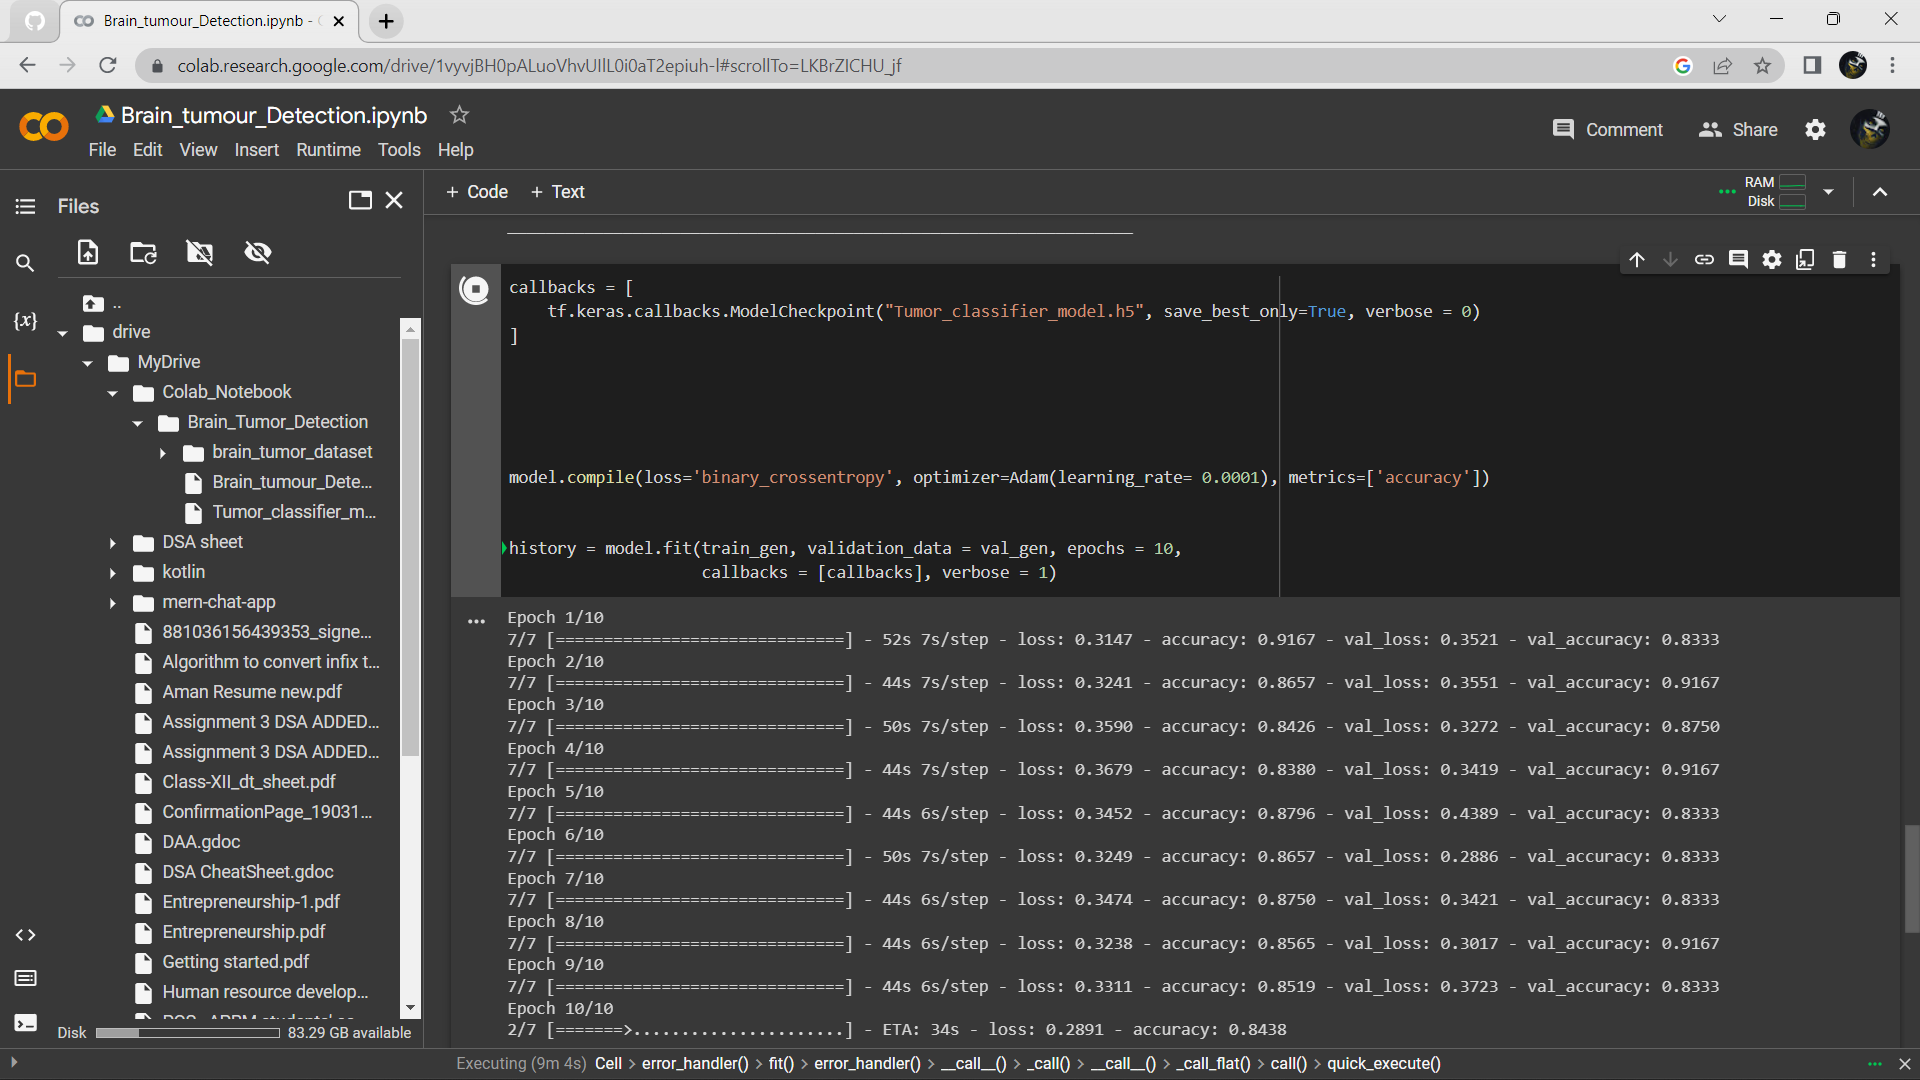 Brain_tumour_Detection.ipynb -
colab.research.google.com/drive/1vyvjBH0pALuoVhvUIlL0i0aT2epiuh-l#scrollTo=LKBrZICHU_jf
Brain_tumour_Detection.ipynb
Comment Share
File Edit View Insert Runtime Tools Help
Files
+ Code + Text
RAM
Disk
{x}
..
drive
MyDrive
Colab_Notebook
Brain_Tumor_Detection
brain_tumor_dataset
Brain_tumour_Dete...
Tumor_classifier_m...
DSA sheet
kotlin
mern-chat-app
881036156439353_signe...
Algorithm to convert infix t...
Aman Resume new.pdf
Assignment 3 DSA ADDED...
Assignment 3 DSA ADDED...
Class-XII_dt_sheet.pdf
ConfirmationPage_19031...
DAA.gdoc
DSA CheatSheet.gdoc
Entrepreneurship-1.pdf
Entrepreneurship.pdf
Getting started.pdf
Human resource develop...
Disk 83.29 GB available
callbacks = [
tf.keras.callbacks.ModelCheckpoint("Tumor_classifier_model.h5", save_best_only=True, verbose = 0)
]
model.compile(loss='binary_crossentropy', optimizer=Adam(learning_rate= 0.0001), metrics=['accuracy'])
history = model.fit(train_gen, validation_data = val_gen, epochs = 10,
callbacks = [callbacks], verbose = 1)
Epoch 1/10
7/7 [==============================] - 52s 7s/step - loss: 0.3147 - accuracy: 0.9167 - val_loss: 0.3521 - val_accuracy: 0.8333
Epoch 2/10
7/7 [==============================] - 44s 7s/step - loss: 0.3241 - accuracy: 0.8657 - val_loss: 0.3551 - val_accuracy: 0.9167
Epoch 3/10
7/7 [==============================] - 50s 7s/step - loss: 0.3590 - accuracy: 0.8426 - val_loss: 0.3272 - val_accuracy: 0.8750
Epoch 4/10
7/7 [==============================] - 44s 7s/step - loss: 0.3679 - accuracy: 0.8380 - val_loss: 0.3419 - val_accuracy: 0.9167
Epoch 5/10
7/7 [==============================] - 44s 6s/step - loss: 0.3452 - accuracy: 0.8796 - val_loss: 0.4389 - val_accuracy: 0.8333
Epoch 6/10
7/7 [==============================] - 50s 7s/step - loss: 0.3249 - accuracy: 0.8657 - val_loss: 0.2886 - val_accuracy: 0.8333
Epoch 7/10
7/7 [==============================] - 44s 6s/step - loss: 0.3474 - accuracy: 0.8750 - val_loss: 0.3421 - val_accuracy: 0.8333
Epoch 8/10
7/7 [==============================] - 44s 6s/step - loss: 0.3238 - accuracy: 0.8565 - val_loss: 0.3017 - val_accuracy: 0.9167
Epoch 9/10
7/7 [==============================] - 44s 6s/step - loss: 0.3311 - accuracy: 0.8519 - val_loss: 0.3723 - val_accuracy: 0.8333
Epoch 10/10
2/7 [=======>......................] - ETA: 34s - loss: 0.2891 - accuracy: 0.8438
Executing (9m 4s) Cell > error_handler() > fit() > error_handler() > __call__() > _call() > __call__() > _call_flat() > call() > quick_execute()